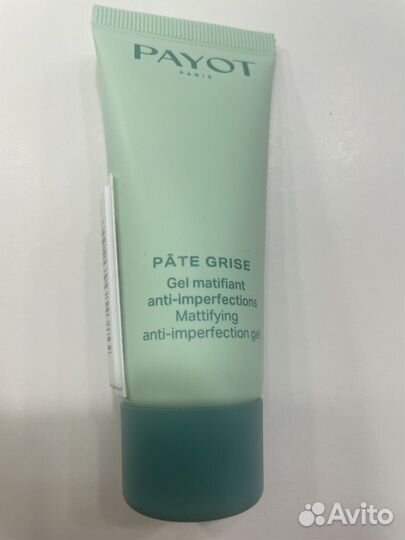 PAYOT
PARIS
PÂTE GRISE
Gel matifiant
anti-imperfections
Mattifying
anti-imperfection gel
Avito